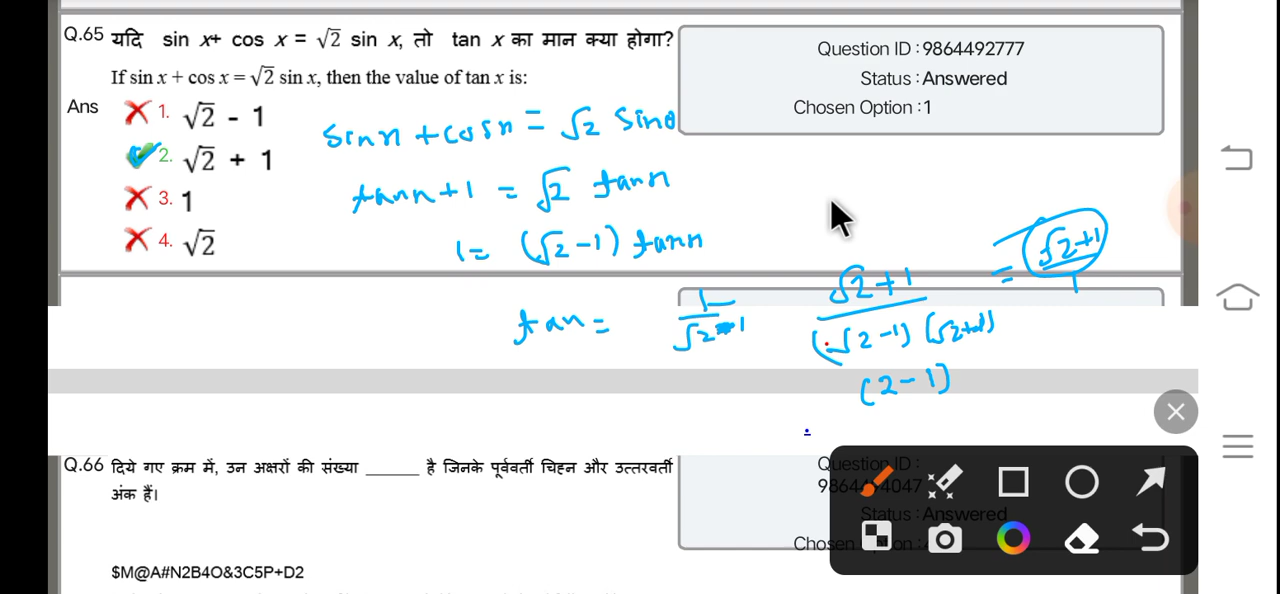 Q.65 यदि sin x+ cos x = √2 sin x, तो tan x का मान क्या होगा?
If sin x + cos x = √2 sin x, then the value of tan x is:
Ans
1. √2 - 1
2. √2 + 1
3. 1
4. √2
Question ID : 9864492777
Status : Answered
Chosen Option : 1
sinx + cosx = √2 sinθ
tanx + 1 = √2 tanx
1 = (√2 - 1) tanx
tan =
1/√2-1
√2+1/(√2-1)(√2+1)
(2-1)
= √2+1/1
Q.66 दिये गए क्रम में, उन अक्षरों की संख्या ______ है जिनके पूर्ववर्ती चिह्न और उत्तरवर्ती
अंक हैं।
$M@A#N2B4O&3C5P+D2
Question ID :
Status : Answered